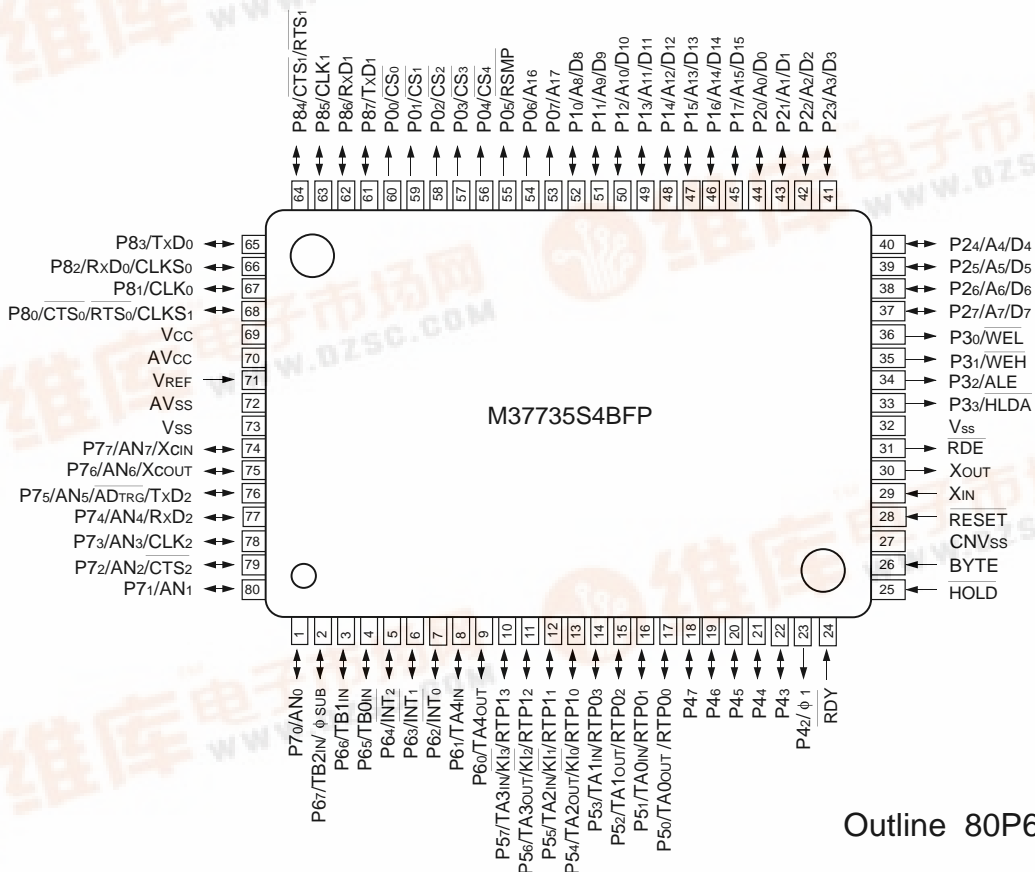 P84/CTS1/RTS1
P85/CLK1
P86/RXD1
P87/TXD1
P00/CS0
P01/CS1
P02/CS2
P03/CS3
P04/CS4
P05/RSMP
P06/A16
P07/A17
P10/A8/D8
P11/A9/D9
P12/A10/D10
P13/A11/D11
P14/A12/D12
P15/A13/D13
P16/A14/D14
P17/A15/D15
P20/A0/D0
P21/A1/D1
P22/A2/D2
P23/A3/D3
64 63 62 61 60 59 58 57 56 55 54 53 52 51 50 49 48 47 46 45 44 43 42 41
P83/TXD0 65
P82/RXD0/CLKS0 66
P81/CLK0 67
P80/CTS0/RTS0/CLKS1 68
VCC 69
AVCC 70
VREF 71
AVSS 72
VSS 73
P77/AN7/XCIN 74
P76/AN6/XCOUT 75
P75/AN5/ADTRG/TXD2 76
P74/AN4/RXD2 77
P73/AN3/CLK2 78
P72/AN2/CTS2 79
P71/AN1 80
M37735S4BFP
40 P24/A4/D4
39 P25/A5/D5
38 P26/A6/D6
37 P27/A7/D7
36 P30/WEL
35 P31/WEH
34 P32/ALE
33 P33/HLDA
32 Vss
31 RDE
30 XOUT
29 XIN
28 RESET
27 CNVSS
26 BYTE
25 HOLD
1 2 3 4 5 6 7 8 9 10 11 12 13 14 15 16 17 18 19 20 21 22 23 24
P70/AN0
P67/TB2IN/ φ SUB
P66/TB1IN
P65/TB0IN
P64/INT2
P63/INT1
P62/INT0
P61/TA4IN
P60/TA4OUT
P57/TA3IN/KI3/RTP13
P56/TA3OUT/KI2/RTP12
P55/TA2IN/KI1/RTP11
P54/TA2OUT/KI0/RTP10
P53/TA1IN/RTP03
P52/TA1OUT/RTP02
P51/TA0IN/RTP01
P50/TA0OUT /RTP00
P47
P46
P45
P44
P43
P42/ φ 1
RDY
Outline 80P6
维库电子市场网
WWW.DZSC.COM